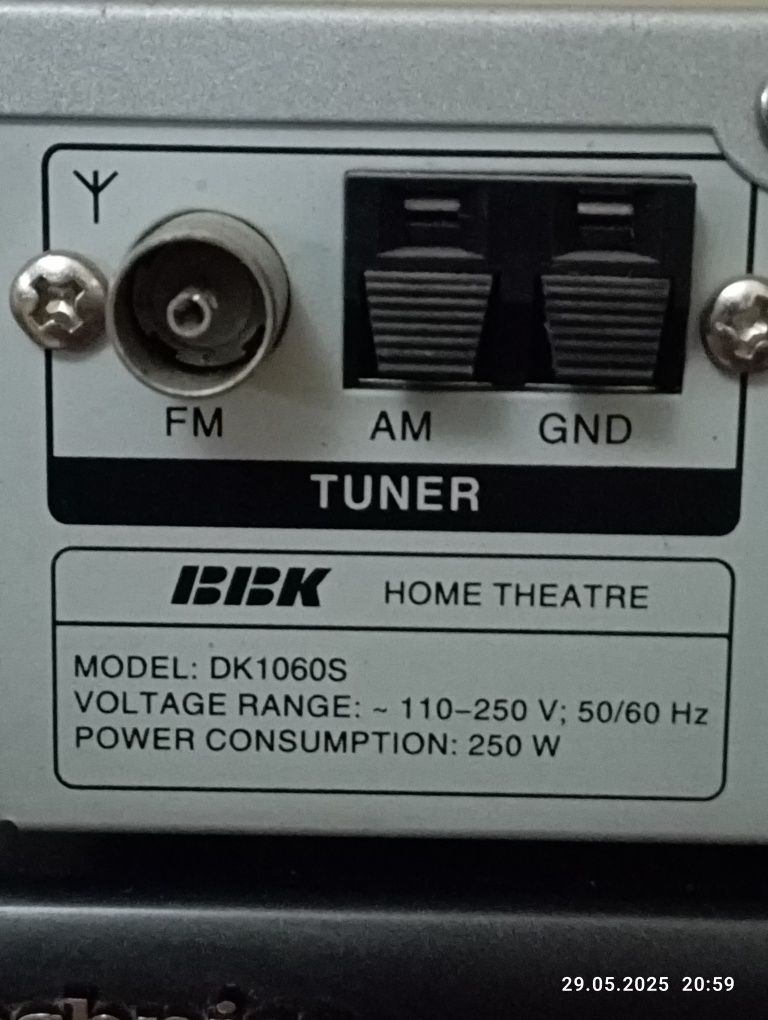 FM AM GND
TUNER
BBK HOME THEATRE
MODEL: DK1060S
VOLTAGE RANGE: ~ 110–250 V; 50/60 Hz
POWER CONSUMPTION: 250 W
29.05.2025 20:59